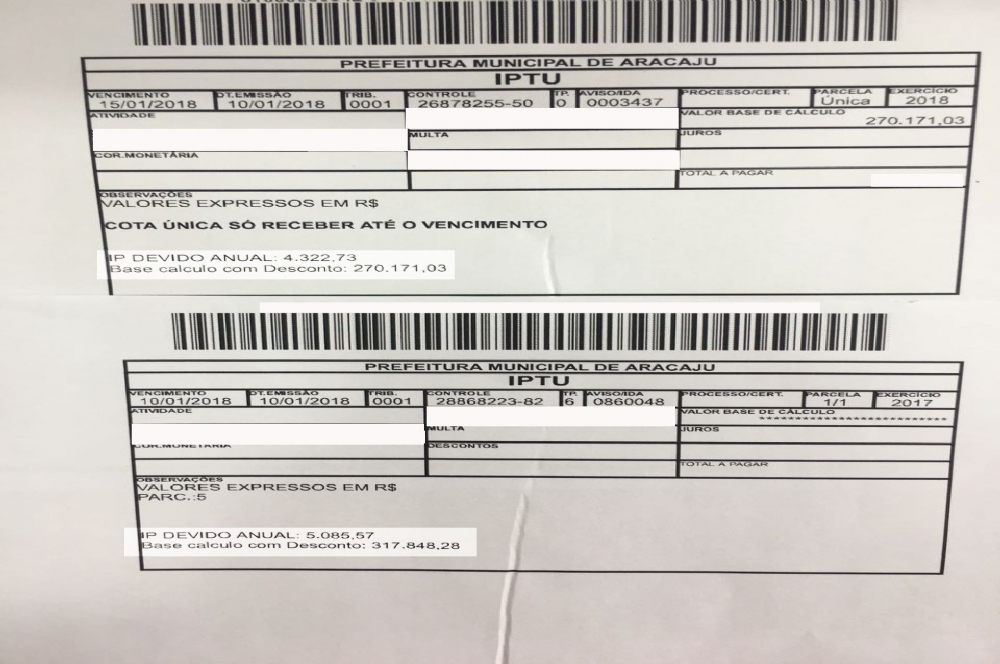 PREFEITURA MUNICIPAL DE ARACAJU
IPTU
VENCIMENTO DT.EMISSÃO TRIB. CONTROLE TP. AVISO/IDA PROCESSO/CERT. PARCELA EXERCÍCIO
15/01/2018 10/01/2018 0001 26878255-50 0 0003437 Única 2018
ATIVIDADE VALOR BASE DE CÁLCULO
270.171,03
MULTA JUROS
COR.MONETÁRIA
TOTAL A PAGAR
OBSERVAÇÕES
VALORES EXPRESSOS EM R$
COTA ÚNICA SÓ RECEBER ATÉ O VENCIMENTO
IP DEVIDO ANUAL: 4.322,73
Base calculo com Desconto: 270.171,03
PREFEITURA MUNICIPAL DE ARACAJU
IPTU
VENCIMENTO DT.EMISSÃO TRIB. CONTROLE TP. AVISO/IDA PROCESSO/CERT. PARCELA EXERCÍCIO
10/01/2018 10/01/2018 0001 28868223-82 6 0860048 1/1 2017
ATIVIDADE VALOR BASE DE CÁLCULO
MULTA JUROS
COR.MONETÁRIA DESCONTOS
TOTAL A PAGAR
OBSERVAÇÕES
VALORES EXPRESSOS EM R$
PARC.:5
IP DEVIDO ANUAL: 5.085,57
Base calculo com Desconto: 317.848,28